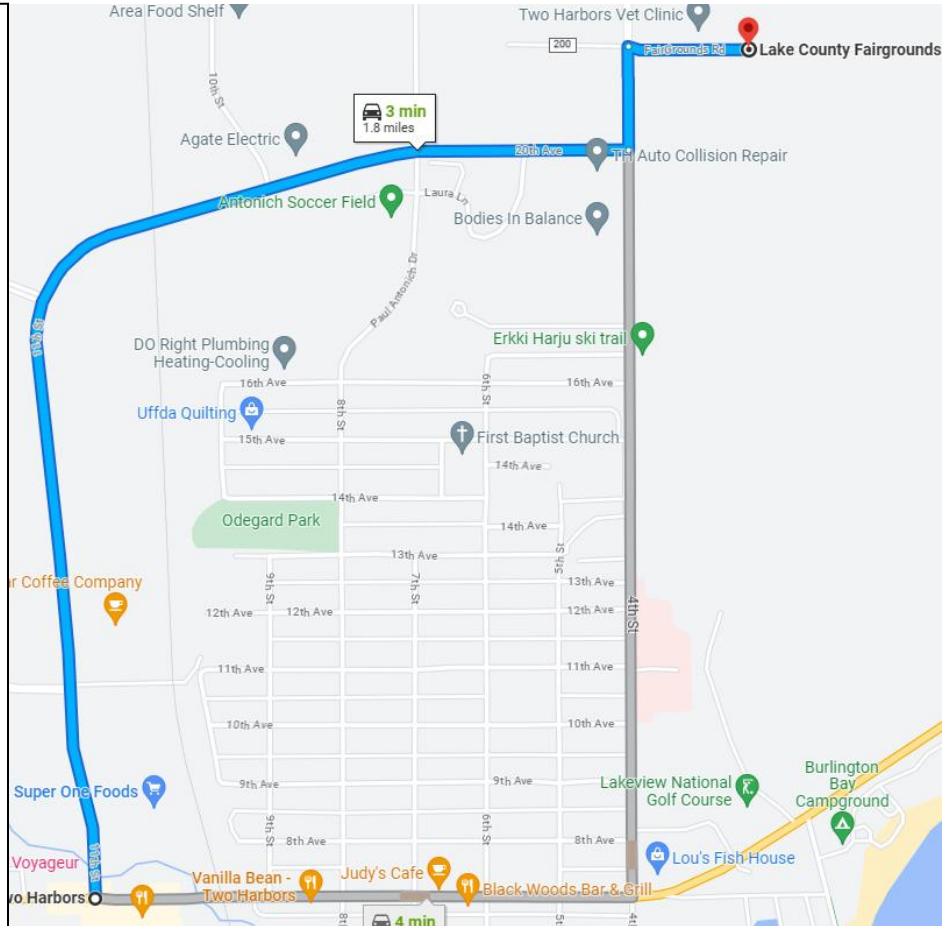 Area Food Shelf
Two Harbors Vet Clinic
200
FairGrounds Rd
Lake County Fairgrounds
10th St
3 min
1.8 miles
Agate Electric
20th Ave
TH Auto Collision Repair
Antonich Soccer Field
Laura Ln
Bodies In Balance
Paul Antonich Dr
11th St
DO Right Plumbing
Heating-Cooling
Erkki Harju ski trail
16th Ave
6th St
16th Ave
Uffda Quilting
8th St
15th Ave
First Baptist Church
14th Ave
14th Ave
Odegard Park
14th Ave
13th Ave
5th St
r Coffee Company
9th St
7th St
13th Ave
12th Ave
12th Ave
12th Ave
4th St
11th Ave
11th Ave
10th Ave
10th Ave
9th Ave
9th Ave
Super One Foods
Lakeview National
Golf Course
Burlington
Bay
Campground
9th St
6th St
8th Ave
8th Ave
11th St
Voyageur
Vanilla Bean -
Two Harbors
Judy's Cafe
Lou's Fish House
wo Harbors
Black Woods Bar & Grill
4 min
8t
5t
4t